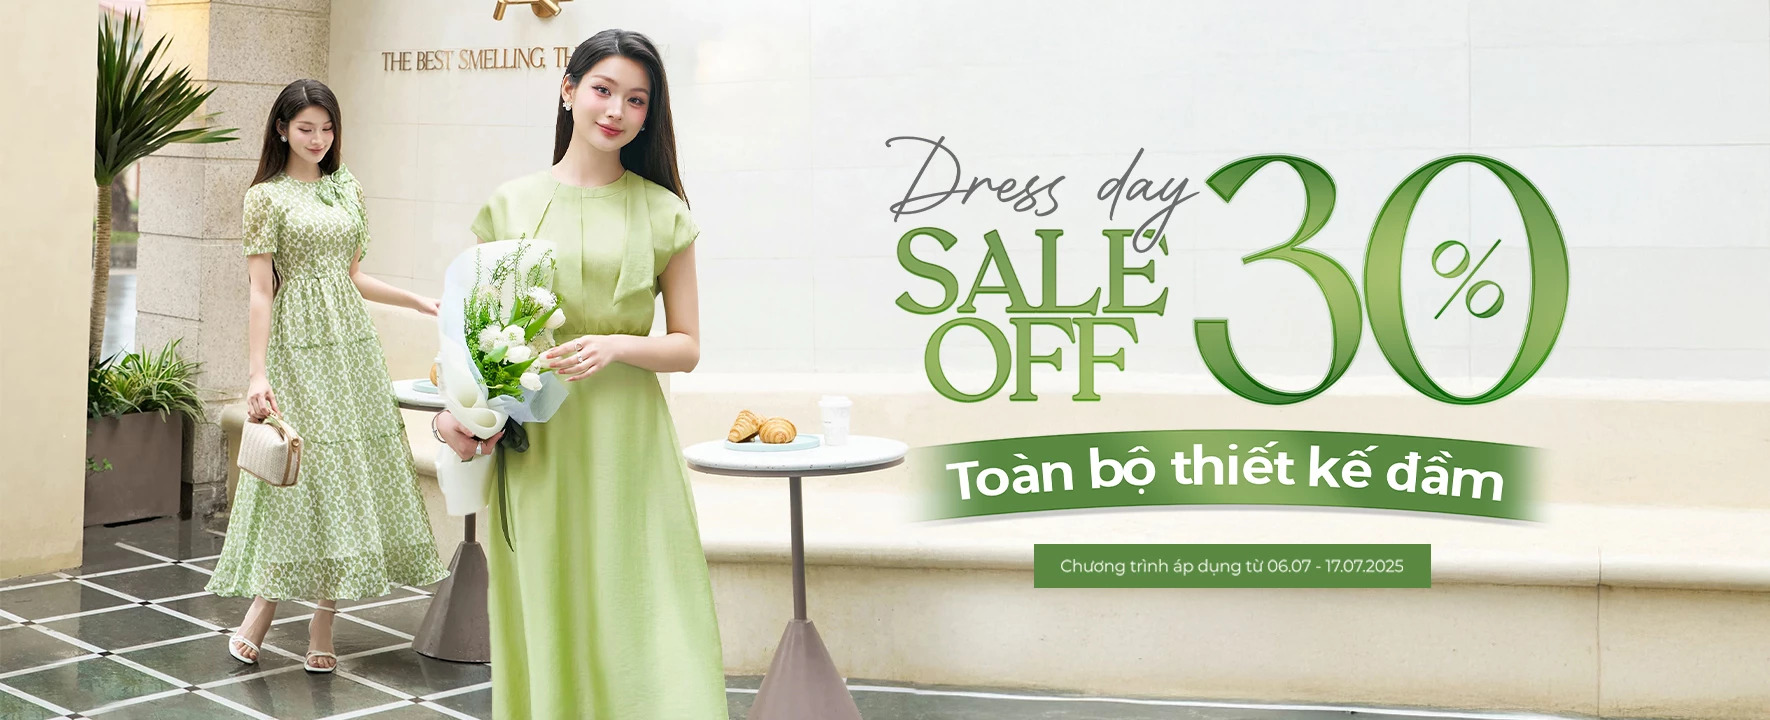 THE BEST SMELLING,
Dress day
SALE
OFF
30%
Toàn bộ thiết kế đầm
Chương trình áp dụng từ 06.07 - 17.07.2025